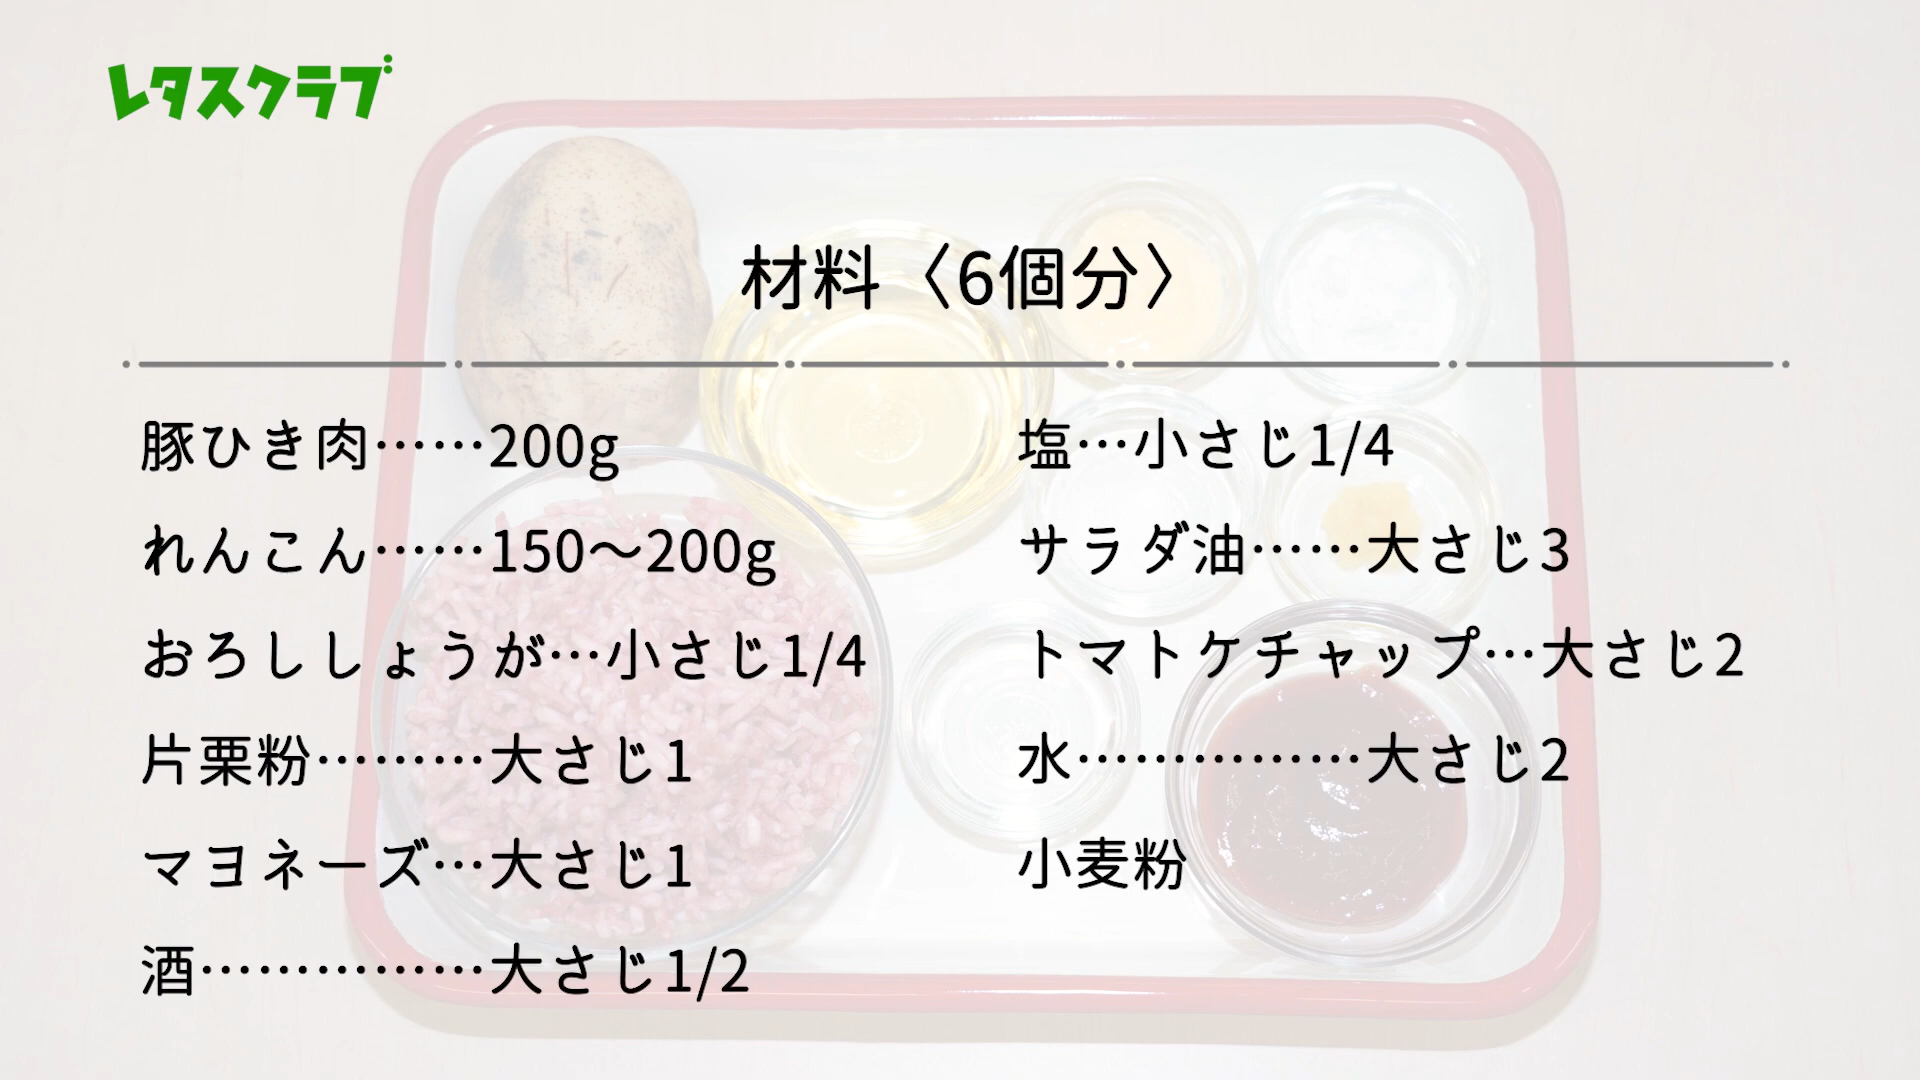 レタスクラブ
材料〈6個分〉
豚ひき肉……200g
れんこん……150〜200g
おろししょうが…小さじ1/4
片栗粉………大さじ1
マヨネーズ…大さじ1
酒……………大さじ1/2
塩…小さじ1/4
サラダ油……大さじ3
トマトケチャップ…大さじ2
水……………大さじ2
小麦粉